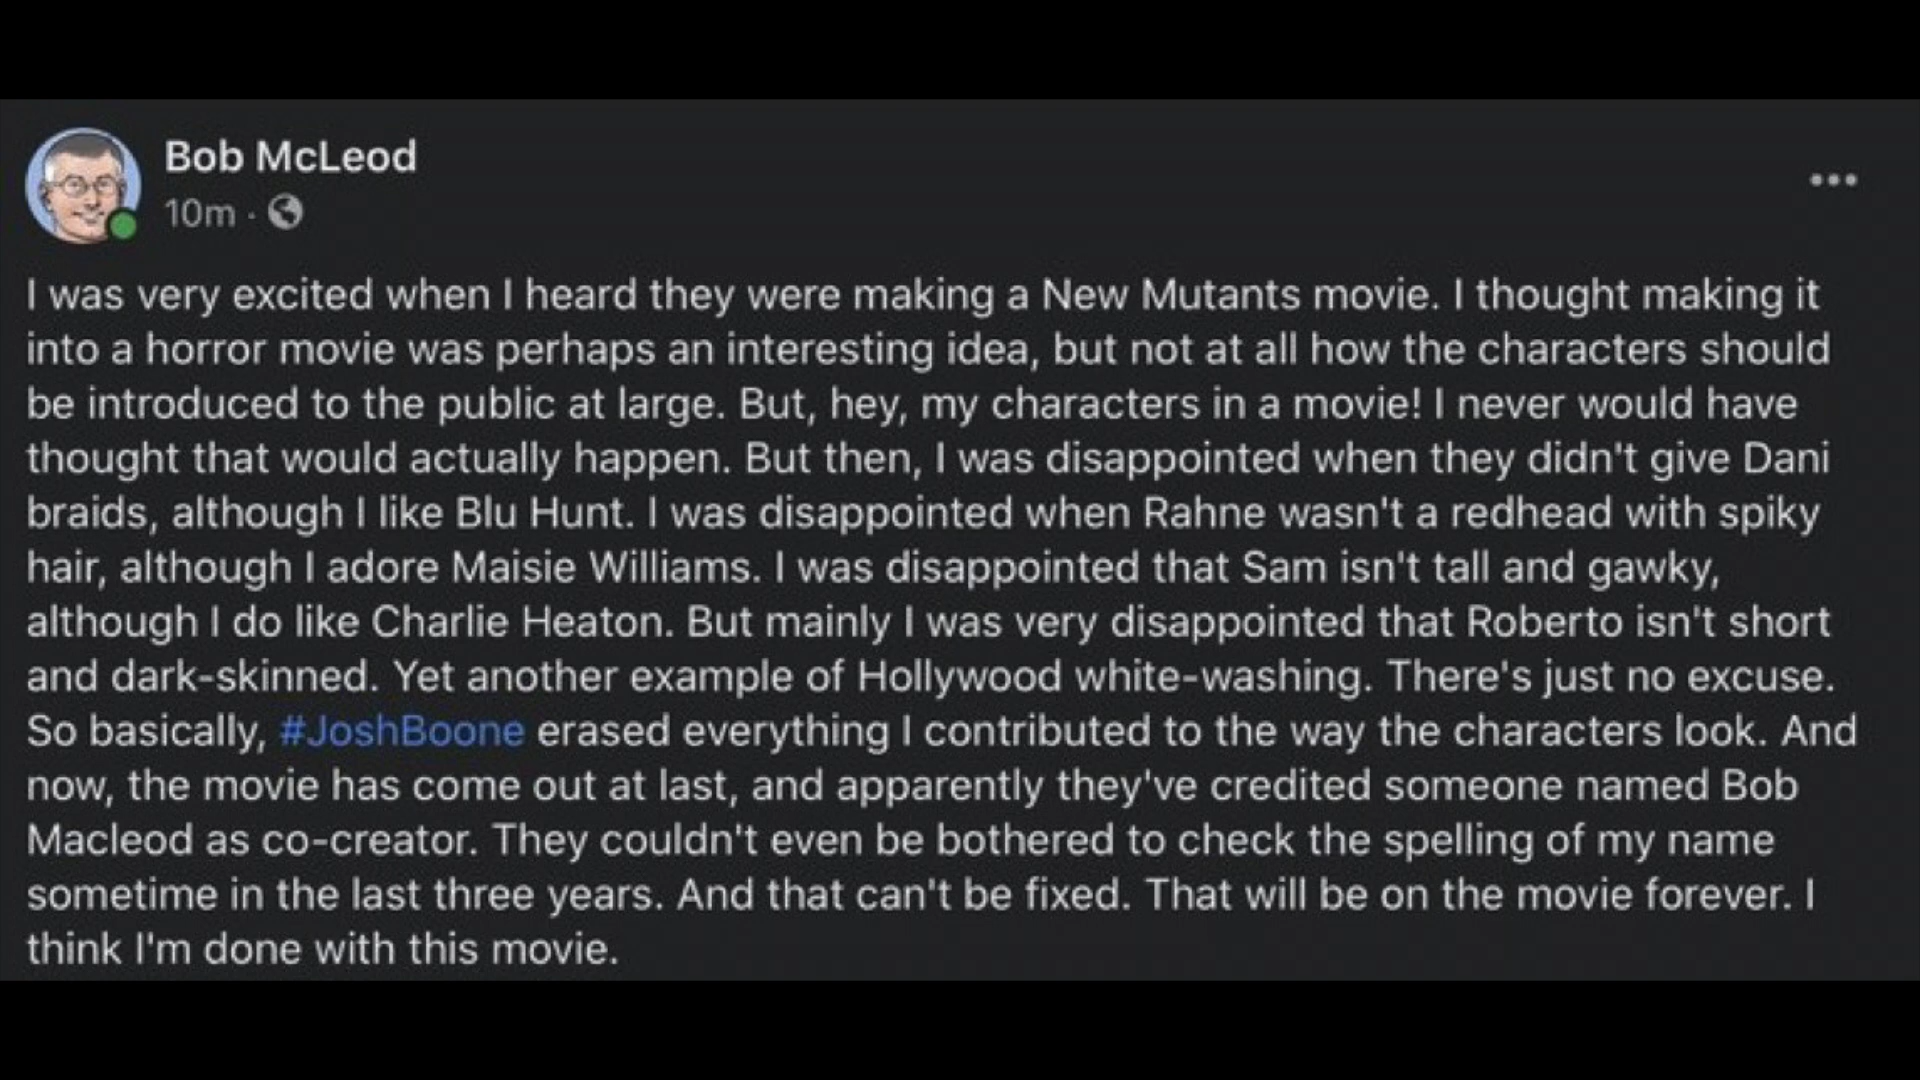 Bob McLeod
10m ·
I was very excited when I heard they were making a New Mutants movie. I thought making it
into a horror movie was perhaps an interesting idea, but not at all how the characters should
be introduced to the public at large. But, hey, my characters in a movie! I never would have
thought that would actually happen. But then, I was disappointed when they didn't give Dani
braids, although I like Blu Hunt. I was disappointed when Rahne wasn't a redhead with spiky
hair, although I adore Maisie Williams. I was disappointed that Sam isn't tall and gawky,
although I do like Charlie Heaton. But mainly I was very disappointed that Roberto isn't short
and dark-skinned. Yet another example of Hollywood white-washing. There's just no excuse.
So basically, #JoshBoone erased everything I contributed to the way the characters look. And
now, the movie has come out at last, and apparently they've credited someone named Bob
Macleod as co-creator. They couldn't even be bothered to check the spelling of my name
sometime in the last three years. And that can't be fixed. That will be on the movie forever. I
think I'm done with this movie.